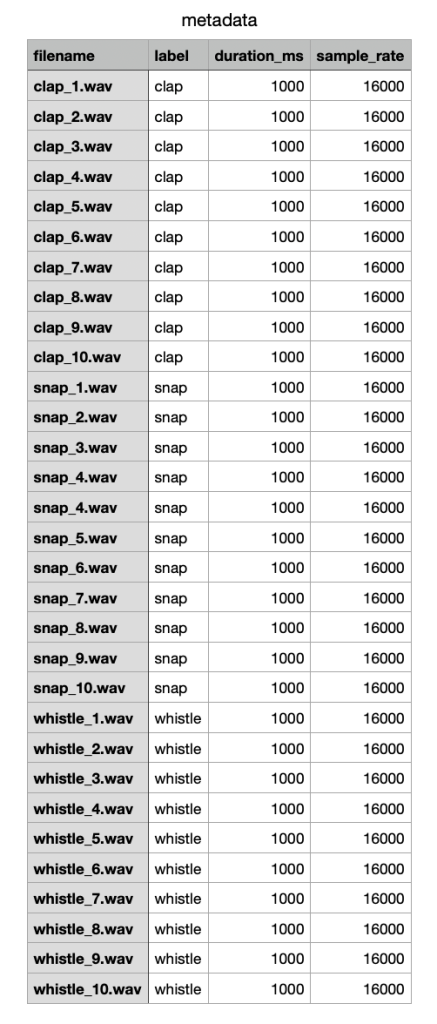 metadata
filename label duration_ms sample_rate
clap_1.wav clap 1000 16000
clap_2.wav clap 1000 16000
clap_3.wav clap 1000 16000
clap_4.wav clap 1000 16000
clap_5.wav clap 1000 16000
clap_6.wav clap 1000 16000
clap_7.wav clap 1000 16000
clap_8.wav clap 1000 16000
clap_9.wav clap 1000 16000
clap_10.wav clap 1000 16000
snap_1.wav snap 1000 16000
snap_2.wav snap 1000 16000
snap_3.wav snap 1000 16000
snap_4.wav snap 1000 16000
snap_4.wav snap 1000 16000
snap_5.wav snap 1000 16000
snap_6.wav snap 1000 16000
snap_7.wav snap 1000 16000
snap_8.wav snap 1000 16000
snap_9.wav snap 1000 16000
snap_10.wav snap 1000 16000
whistle_1.wav whistle 1000 16000
whistle_2.wav whistle 1000 16000
whistle_3.wav whistle 1000 16000
whistle_4.wav whistle 1000 16000
whistle_5.wav whistle 1000 16000
whistle_6.wav whistle 1000 16000
whistle_7.wav whistle 1000 16000
whistle_8.wav whistle 1000 16000
whistle_9.wav whistle 1000 16000
whistle_10.wav whistle 1000 16000